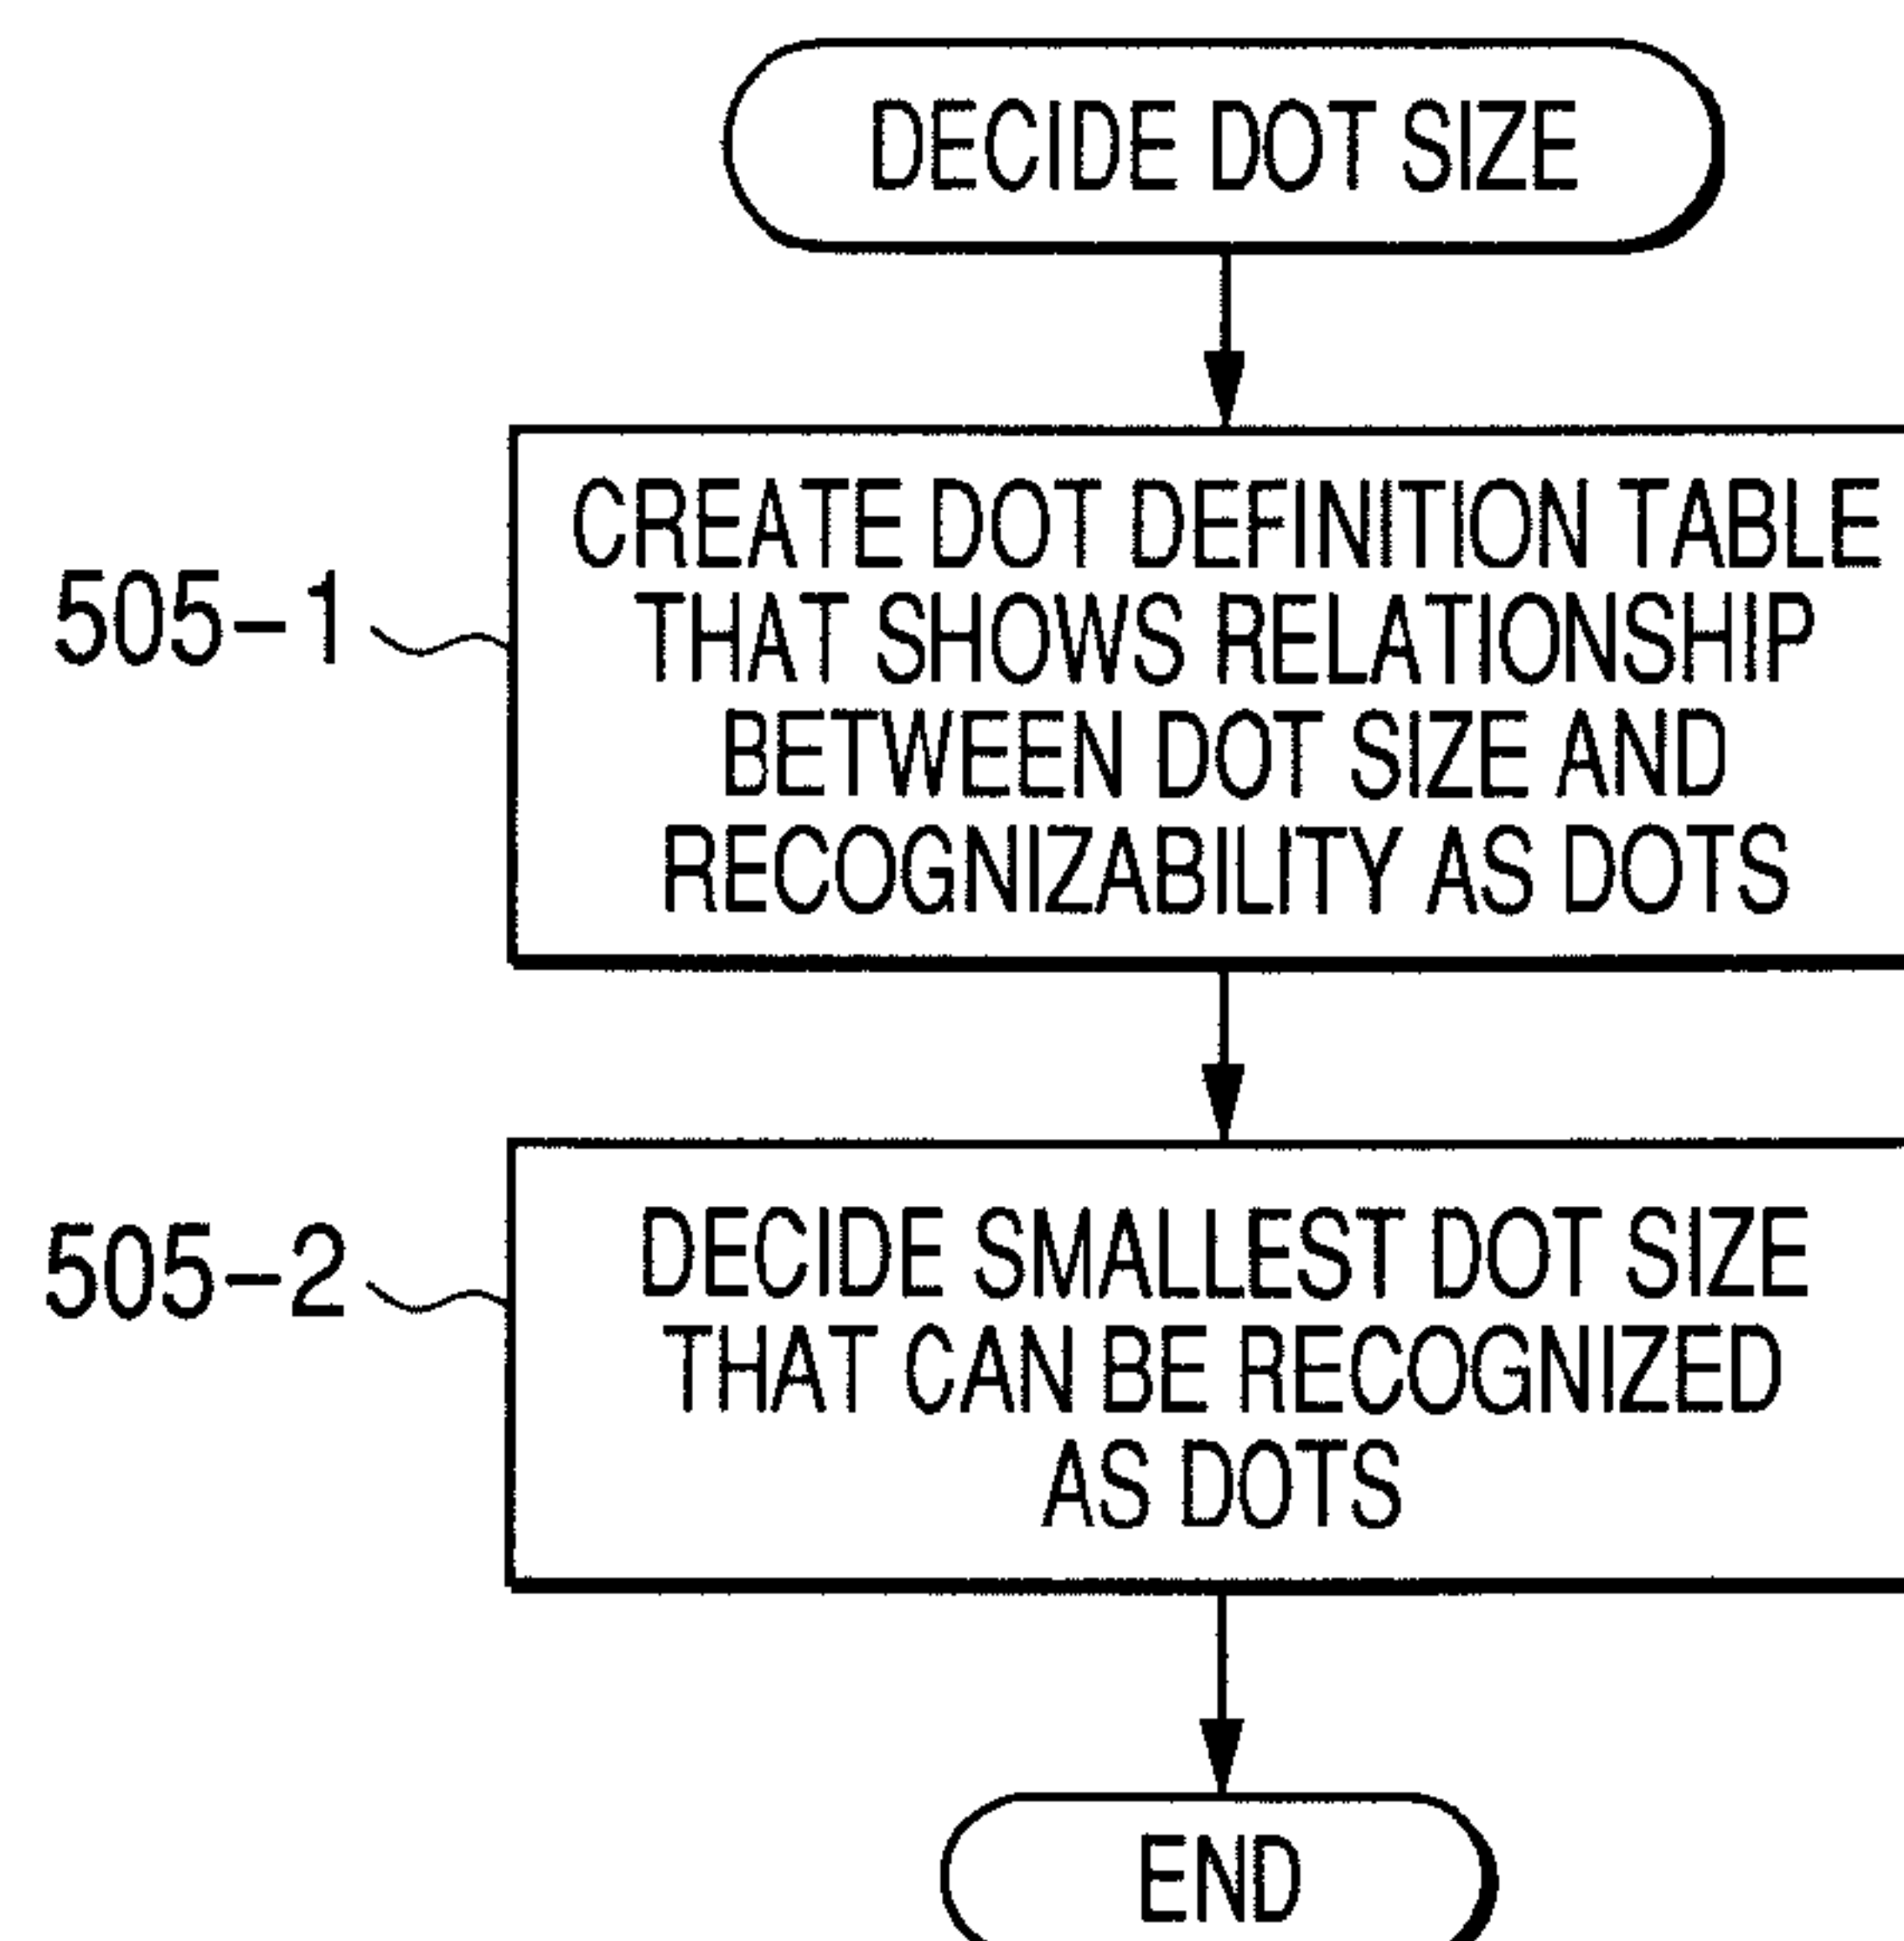 DECIDE DOT SIZE
505-1
CREATE DOT DEFINITION TABLE
THAT SHOWS RELATIONSHIP
BETWEEN DOT SIZE AND
RECOGNIZABILITY AS DOTS
505-2
DECIDE SMALLEST DOT SIZE
THAT CAN BE RECOGNIZED
AS DOTS
END